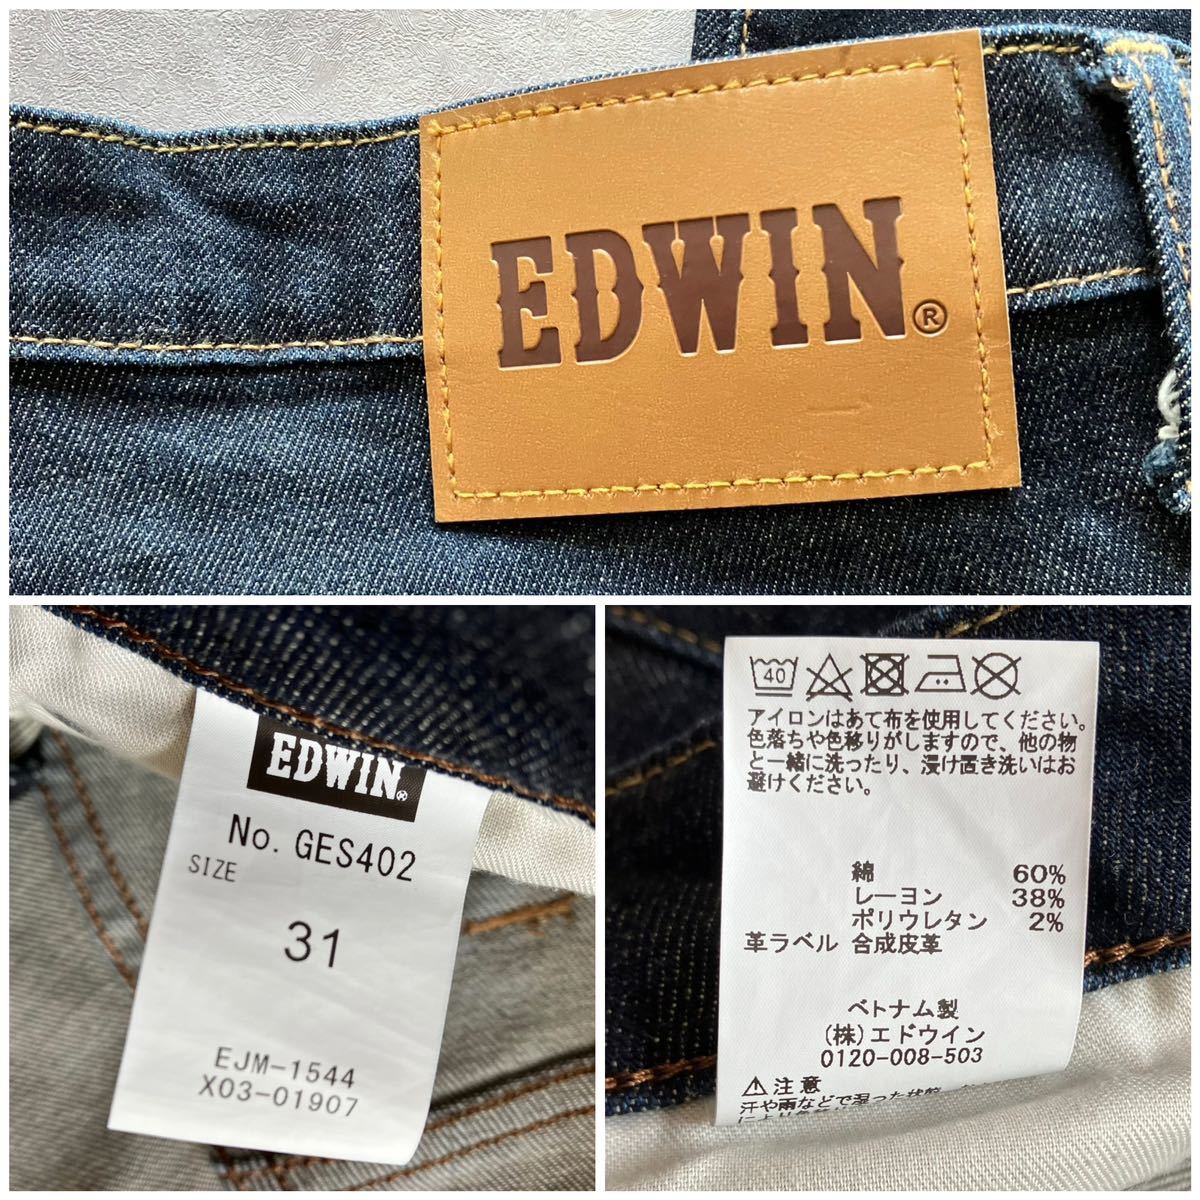 EDWIN®
EDWIN®
No. GES402
SIZE
31
EJM-1544
X03-01907
40
アイロンはあて布を使用してください。
色落ちや色移りがしますので、他の物
と一緒に洗ったり、浸け置き洗いはお
避けください。
綿 60%
レーヨン 38%
ポリウレタン 2%
革ラベル 合成皮革
ベトナム製
(株)エドウイン
0120-008-503
⚠注意
汗や雨などで湿った状態
により